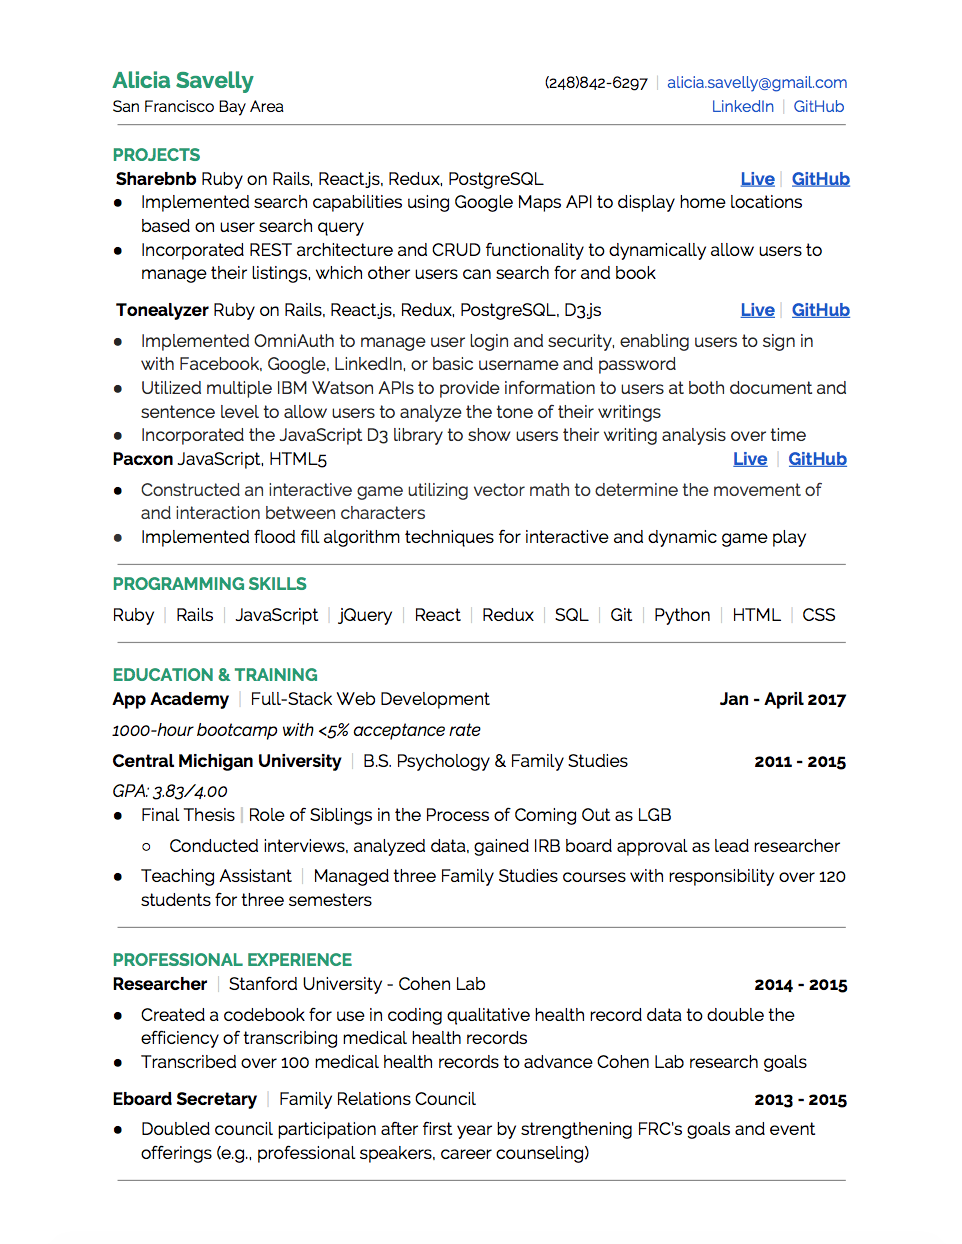 Alicia Savelly (248)842-6297 | alicia.savelly@gmail.com
San Francisco Bay Area LinkedIn | GitHub
PROJECTS
Sharebnb Ruby on Rails, React.js, Redux, PostgreSQL Live | GitHub
● Implemented search capabilities using Google Maps API to display home locations
based on user search query
● Incorporated REST architecture and CRUD functionality to dynamically allow users to
manage their listings, which other users can search for and book
Tonealyzer Ruby on Rails, React.js, Redux, PostgreSQL, D3.js Live | GitHub
● Implemented OmniAuth to manage user login and security, enabling users to sign in
with Facebook, Google, LinkedIn, or basic username and password
● Utilized multiple IBM Watson APIs to provide information to users at both document and
sentence level to allow users to analyze the tone of their writings
● Incorporated the JavaScript D3 library to show users their writing analysis over time
Pacxon JavaScript, HTML5 Live | GitHub
● Constructed an interactive game utilizing vector math to determine the movement of
and interaction between characters
● Implemented flood fill algorithm techniques for interactive and dynamic game play
PROGRAMMING SKILLS
Ruby | Rails | JavaScript | jQuery | React | Redux | SQL | Git | Python | HTML | CSS
EDUCATION & TRAINING
App Academy | Full-Stack Web Development Jan - April 2017
1000-hour bootcamp with <5% acceptance rate
Central Michigan University | B.S. Psychology & Family Studies 2011 - 2015
GPA: 3.83/4.00
● Final Thesis | Role of Siblings in the Process of Coming Out as LGB
○ Conducted interviews, analyzed data, gained IRB board approval as lead researcher
● Teaching Assistant | Managed three Family Studies courses with responsibility over 120
students for three semesters
PROFESSIONAL EXPERIENCE
Researcher | Stanford University - Cohen Lab 2014 - 2015
● Created a codebook for use in coding qualitative health record data to double the
efficiency of transcribing medical health records
● Transcribed over 100 medical health records to advance Cohen Lab research goals
Eboard Secretary | Family Relations Council 2013 - 2015
● Doubled council participation after first year by strengthening FRC's goals and event
offerings (e.g., professional speakers, career counseling)